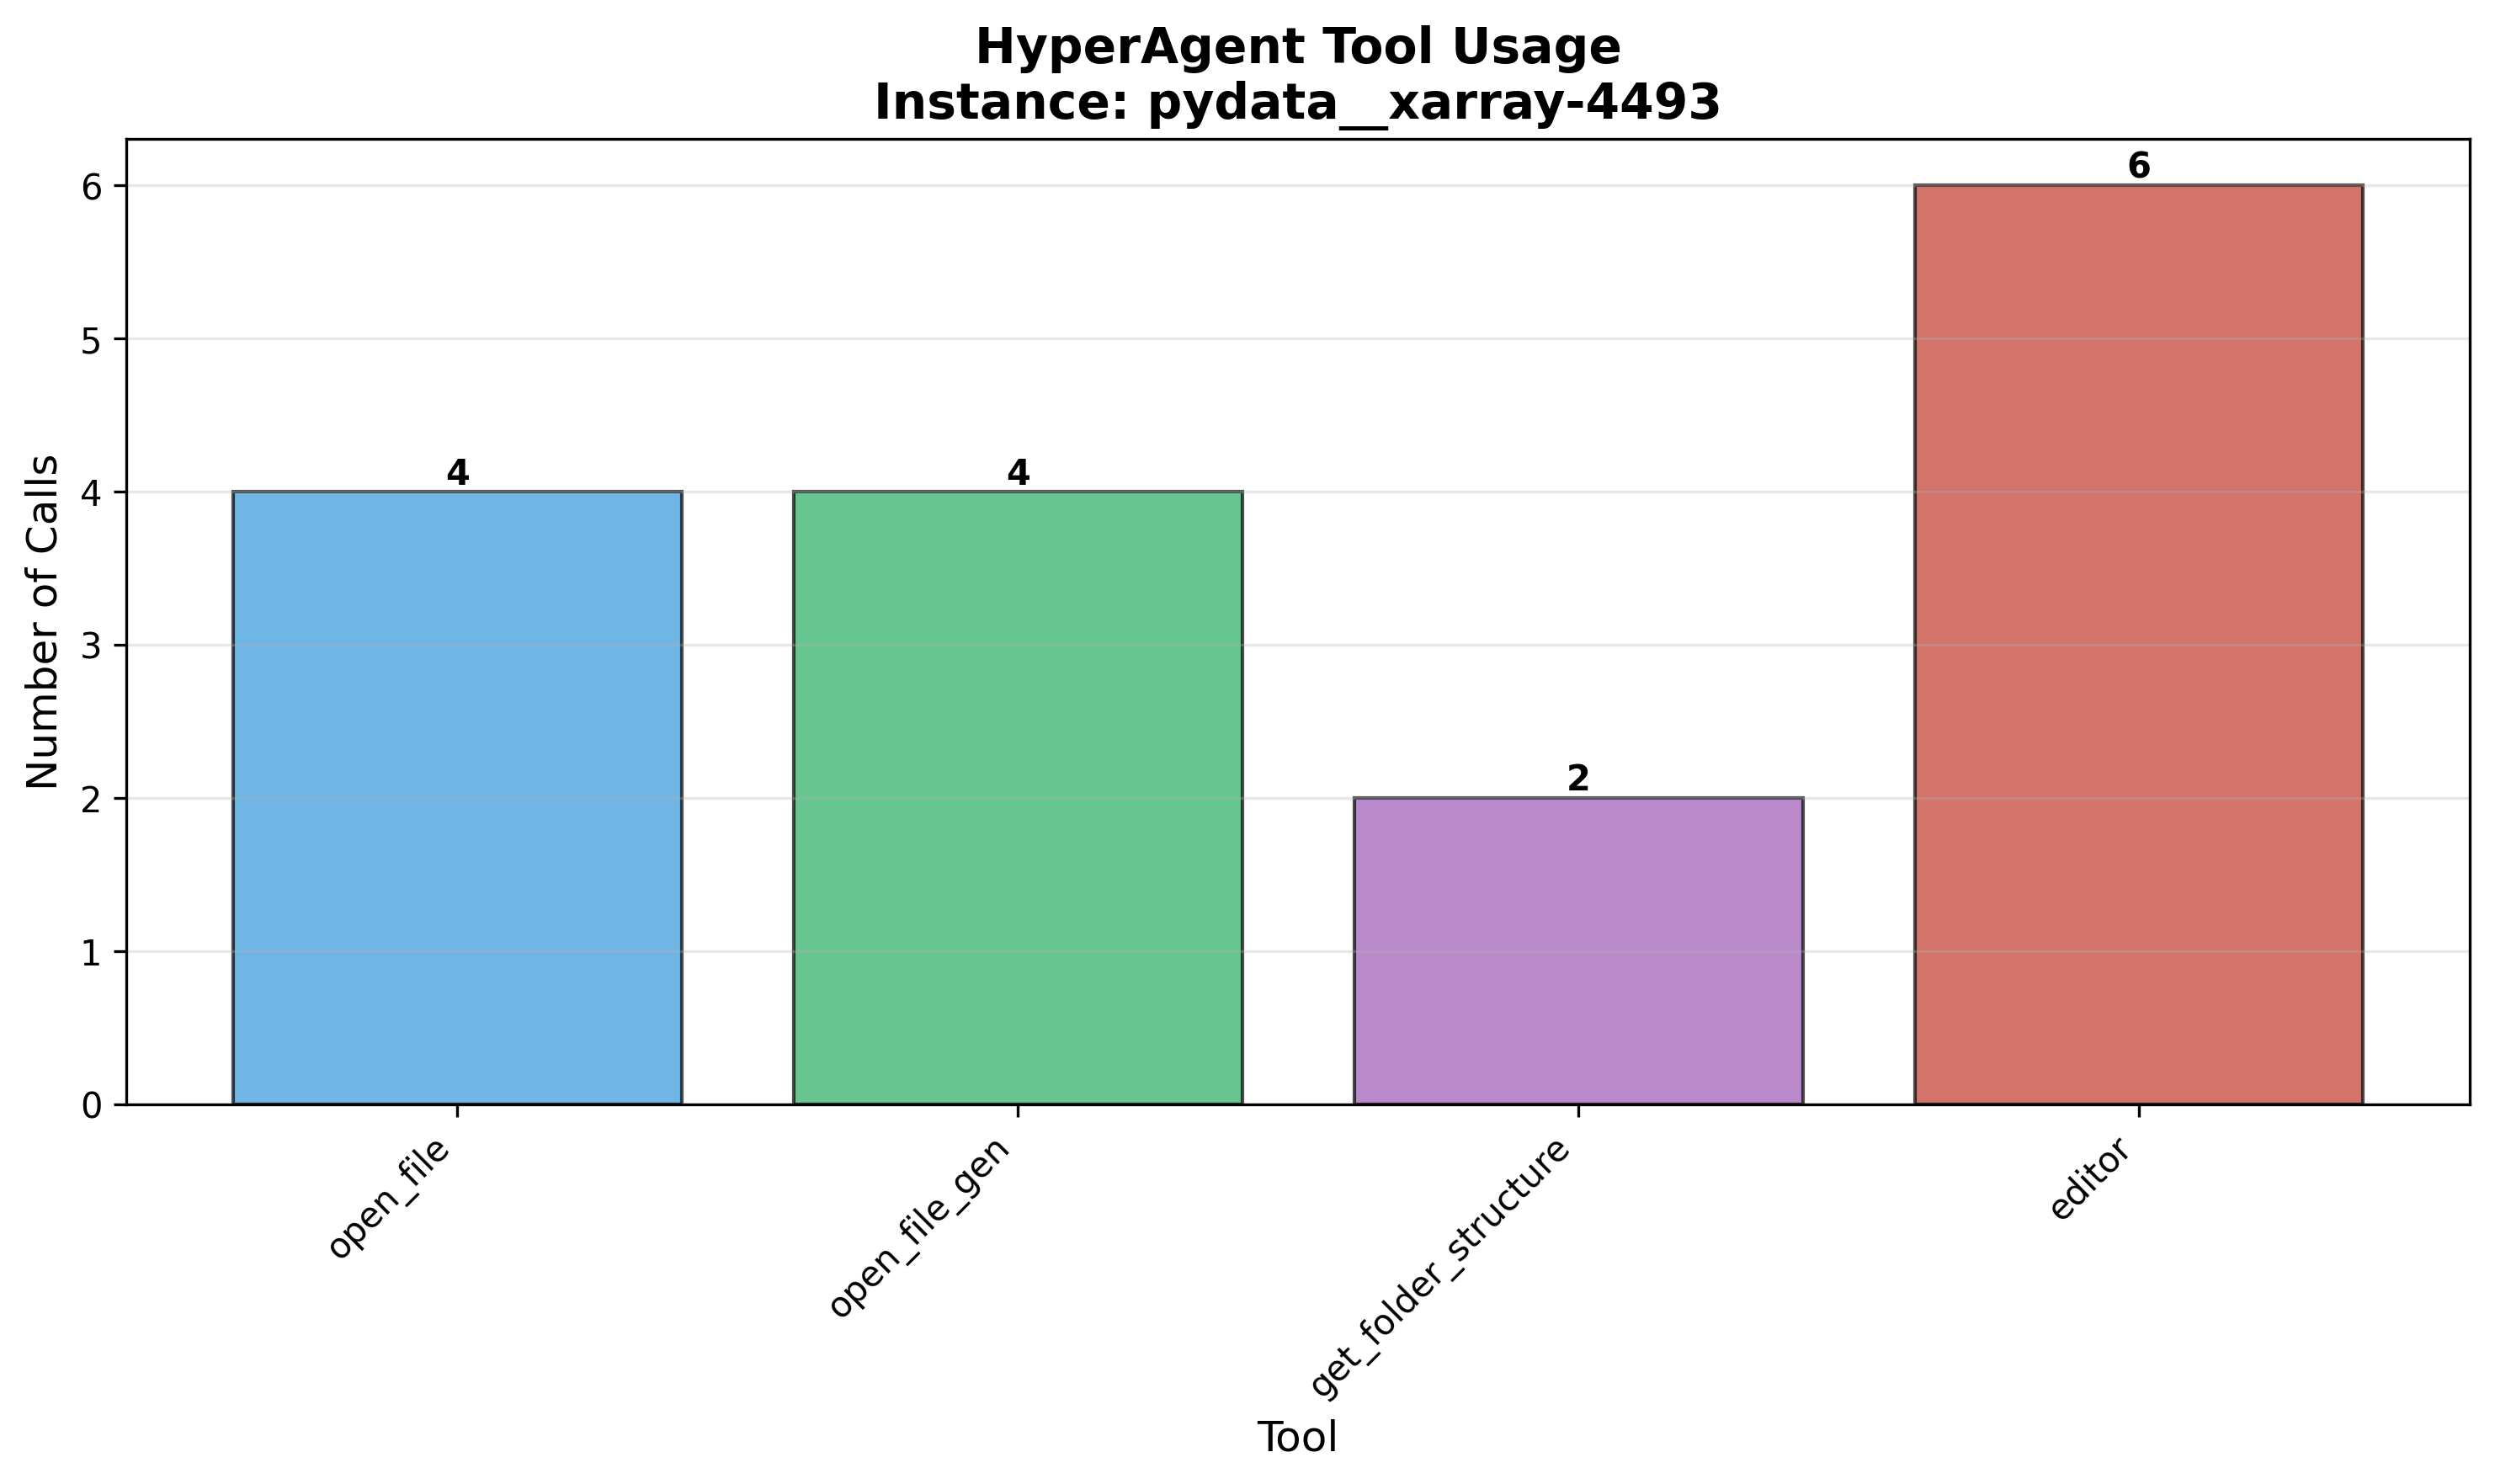 HyperAgent Tool Usage
Instance: pydata__xarray-4493
Number of Calls
6
5
4
3
2
1
0
4
4
2
6
open_file
open_file_gen
get_folder_structure
editor
Tool